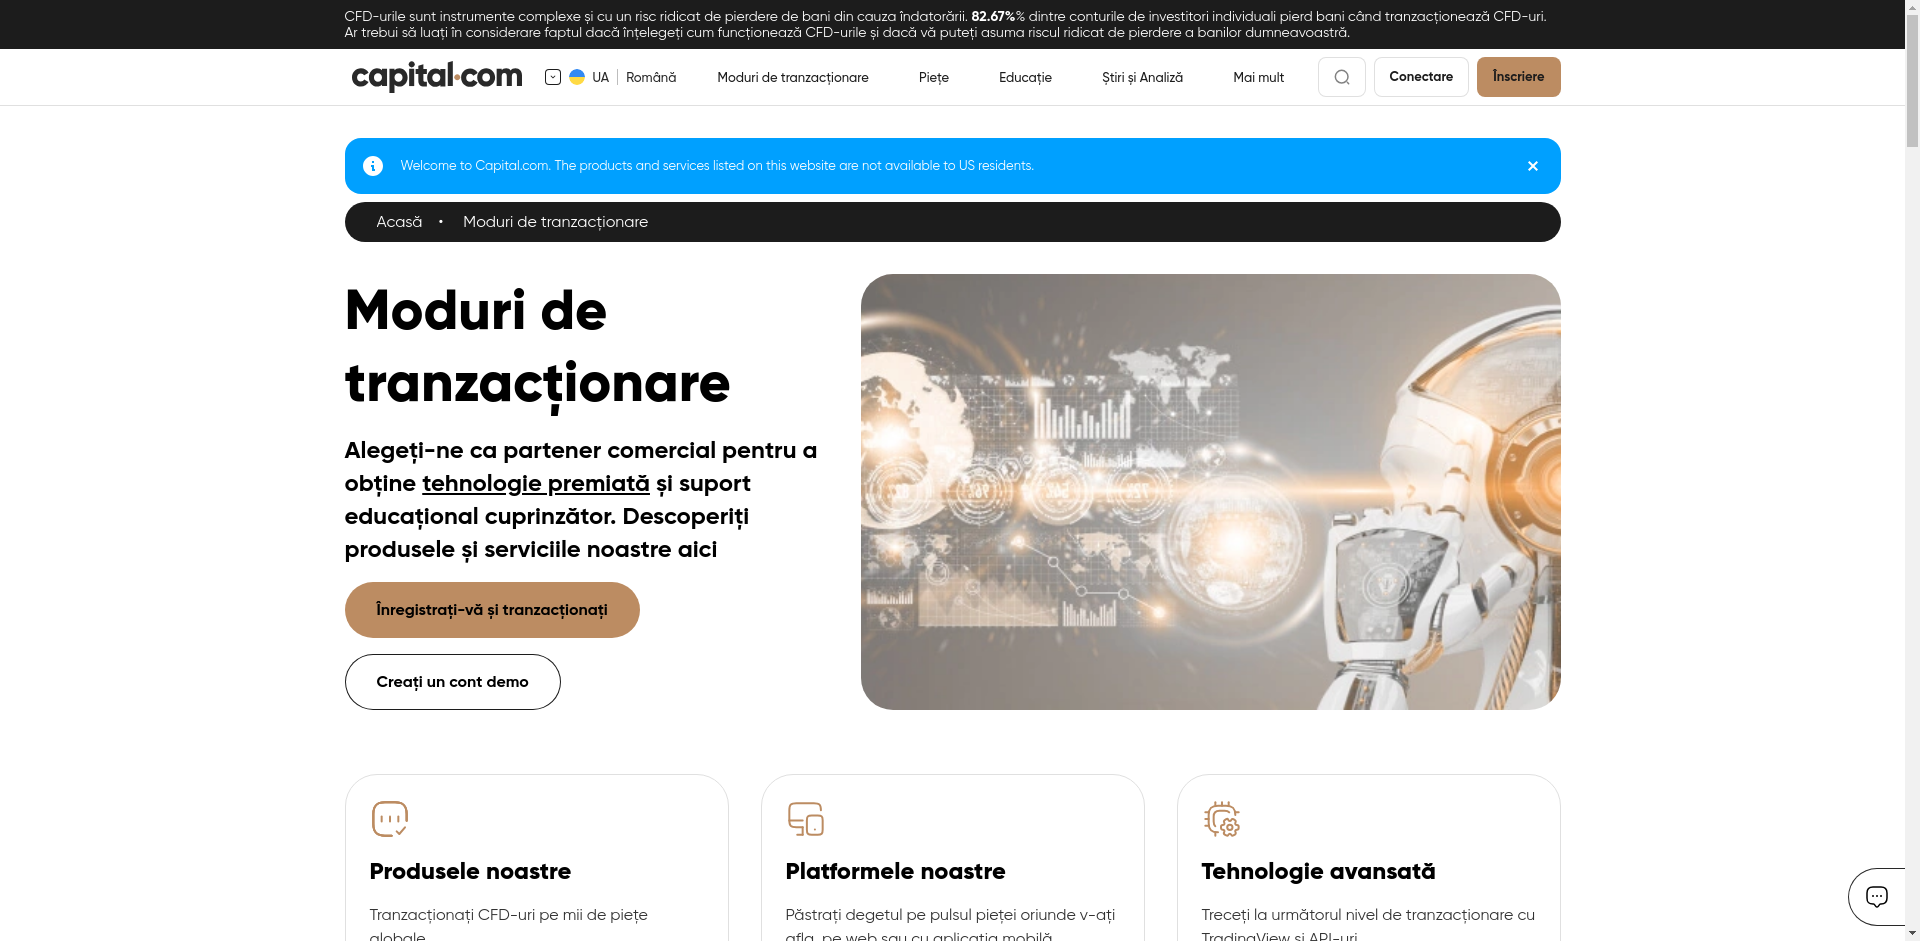 CFD-urile sunt instrumente complexe și cu un risc ridicat de pierdere de bani din cauza îndatorării. 82.67%% dintre conturile de investitori individuali pierd bani când tranzacționează CFD-uri.
Ar trebui să luați în considerare faptul dacă înțelegeți cum funcționează CFD-urile și dacă vă puteți asuma riscul ridicat de pierdere a banilor dumneavoastră.
capital.com
UA
Română
Moduri de tranzacționare
Piețe
Educație
Știri și Analiză
Mai mult
Conectare
Înscriere
Welcome to Capital.com. The products and services listed on this website are not available to US residents.
Acasă • Moduri de tranzacționare
Moduri de
tranzacționare
Alegeți-ne ca partener comercial pentru a
obține tehnologie premiată și suport
educațional cuprinzător. Descoperiți
produsele și serviciile noastre aici
Înregistrați-vă și tranzacționați
Creați un cont demo
Produsele noastre
Tranzacționați CFD-uri pe mii de piețe
globale
Platformele noastre
Păstrați degetul pe pulsul pieței oriunde v-ați
afla, pe web sau cu aplicația mobilă
Tehnologie avansată
Treceți la următorul nivel de tranzacționare cu
TradingView și API-uri